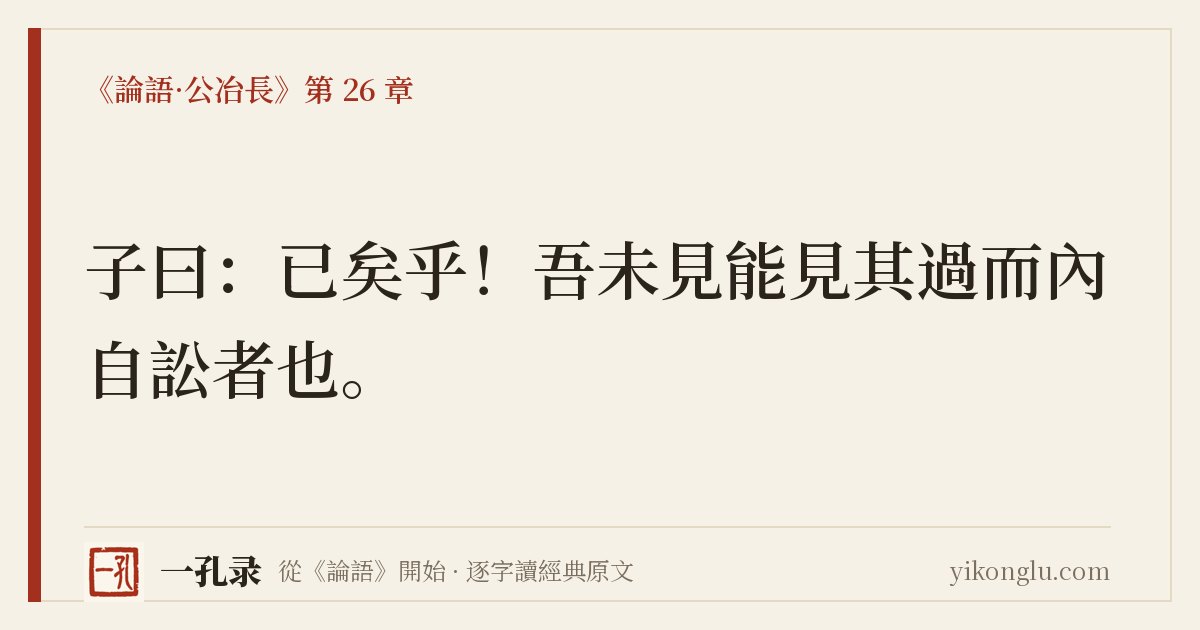 《論語·公冶長》第 26 章
子曰：已矣乎！吾未見能見其過而內
自訟者也。
一孔
一孔录 從《論語》開始 · 逐字讀經典原文 yikonglu.com